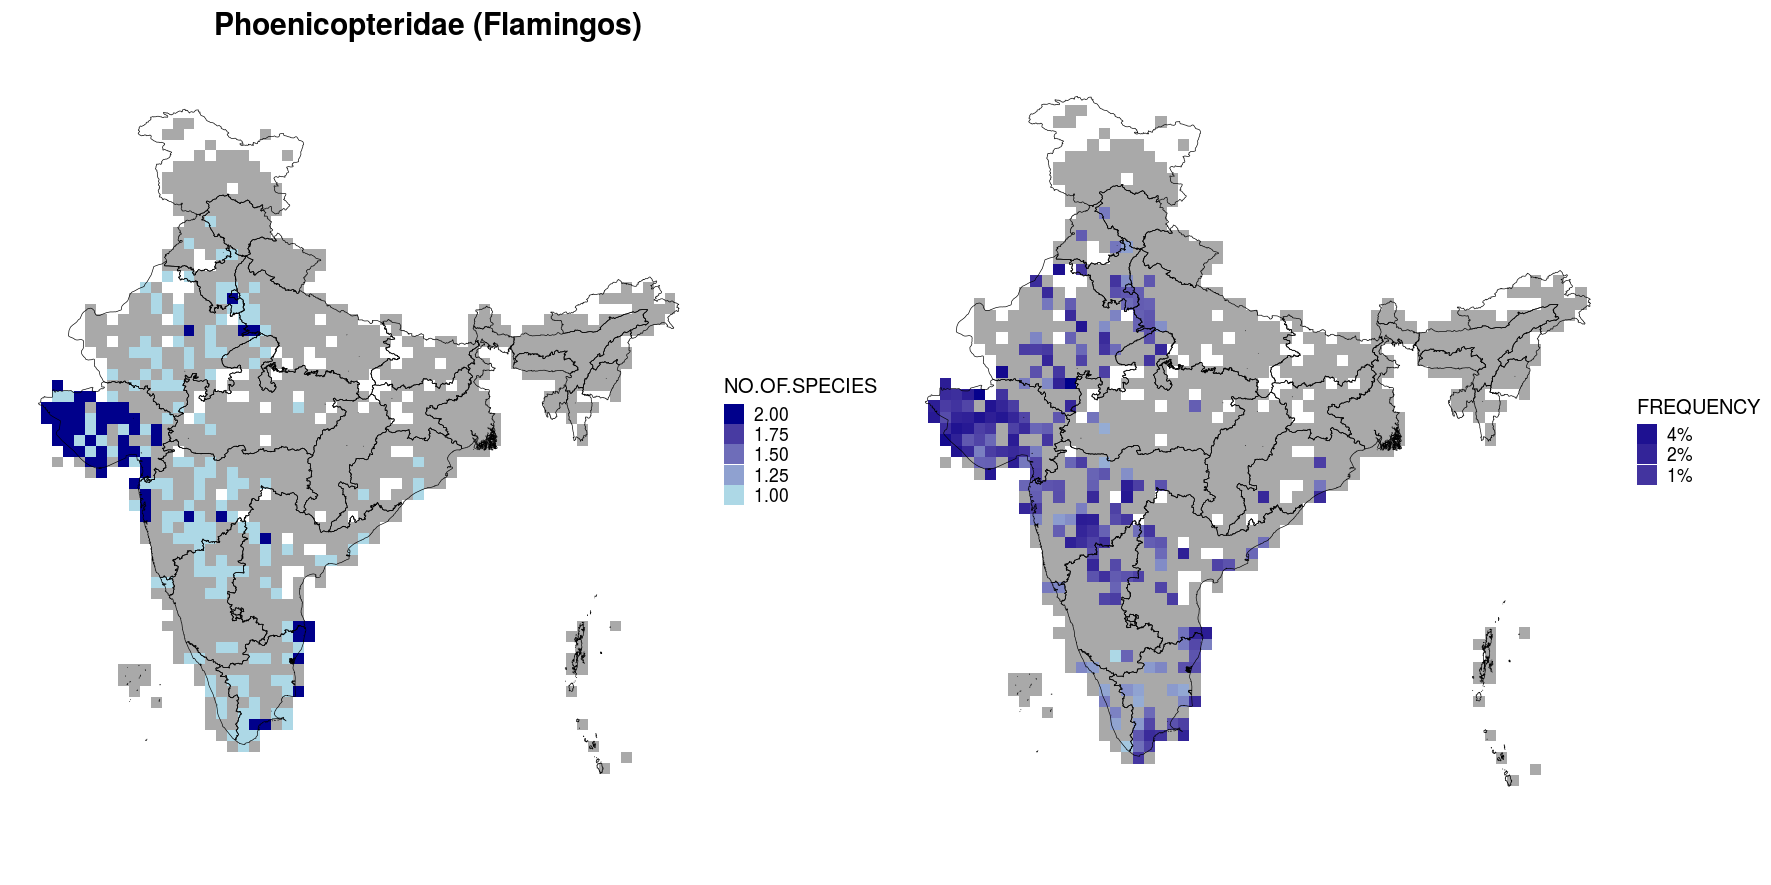 Phoenicopteridae (Flamingos)
NO.OF.SPECIES
2.00
1.75
1.50
1.25
1.00
FREQUENCY
4%
2%
1%